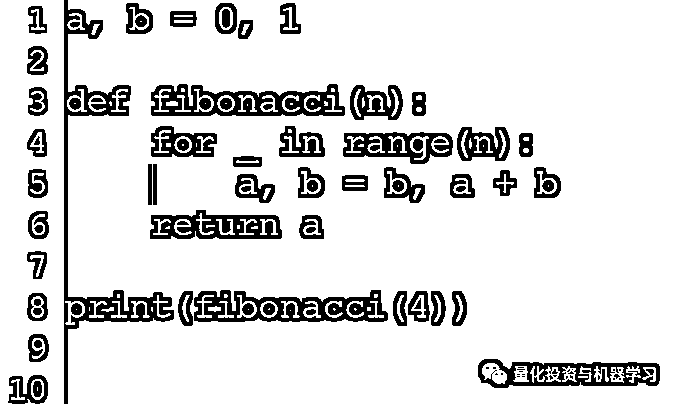 1 a, b = 0, 1
2
3 def fibonacci(n):
4     for _ in range(n):
5         a, b = b, a + b
6     return a
7
8 print(fibonacci(4))
9
10
量化投资与机器学习